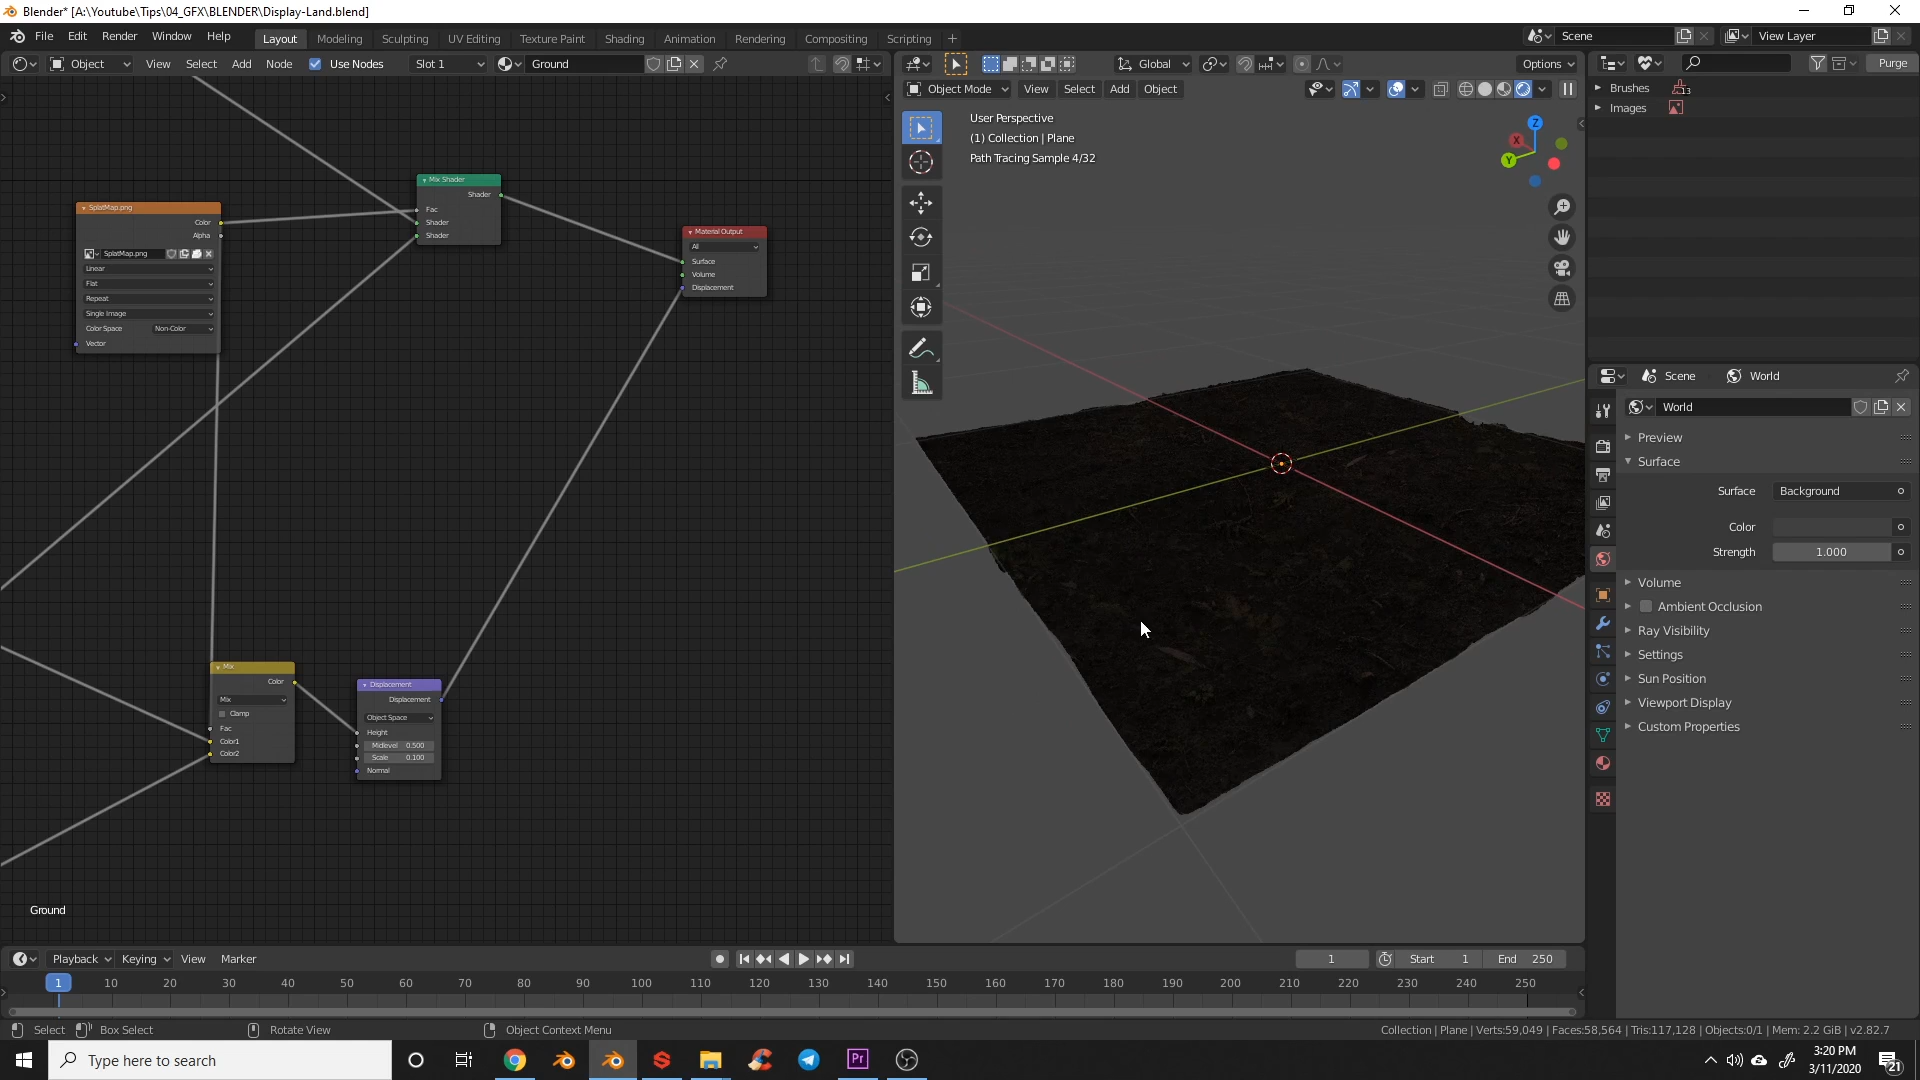 Blender* [A:\Youtube\Tips\04_GFX\BLENDER\Display-Land.blend]
File Edit Render Window Help Layout Modeling Sculpting UV Editing Texture Paint Shading Animation Rendering Compositing Scripting + Scene View Layer
Object View Select Add Node Use Nodes Slot 1 Ground
Global Options
Purge
Object Mode View Select Add Object
Brushes 13
Images
User Perspective
(1) Collection | Plane
Path Tracing Sample 4/32
Z
X
Y
SplatMap.png
Color
Alpha
SplatMap.png
Linear
Flat
Repeat
Single Image
Color Space Non-Color
Vector
Mix Shader
Shader
Fac
Shader
Shader
Material Output
All
Surface
Volume
Displacement
Mix
Color
Mix
Clamp
Fac
Color1
Color2
Displacement
Displacement
Object Space
Height
Midlevel 0.500
Scale 0.100
Normal
Ground
Scene World
World
Preview
Surface
Surface Background
Color
Strength 1.000
Volume
Ambient Occlusion
Ray Visibility
Settings
Sun Position
Viewport Display
Custom Properties
Playback Keying View Marker 1 Start 1 End 250
1 10 20 30 40 50 60 70 80 90 100 110 120 130 140 150 160 170 180 190 200 210 220 230 240 250
Select Box Select Rotate View Object Context Menu Collection | Plane | Verts:59,049 | Faces:58,564 | Tris:117,128 | Objects:0/1 | Mem: 2.2 GiB | v2.82.7
Type here to search
Pr
3:20 PM
3/11/2020
21